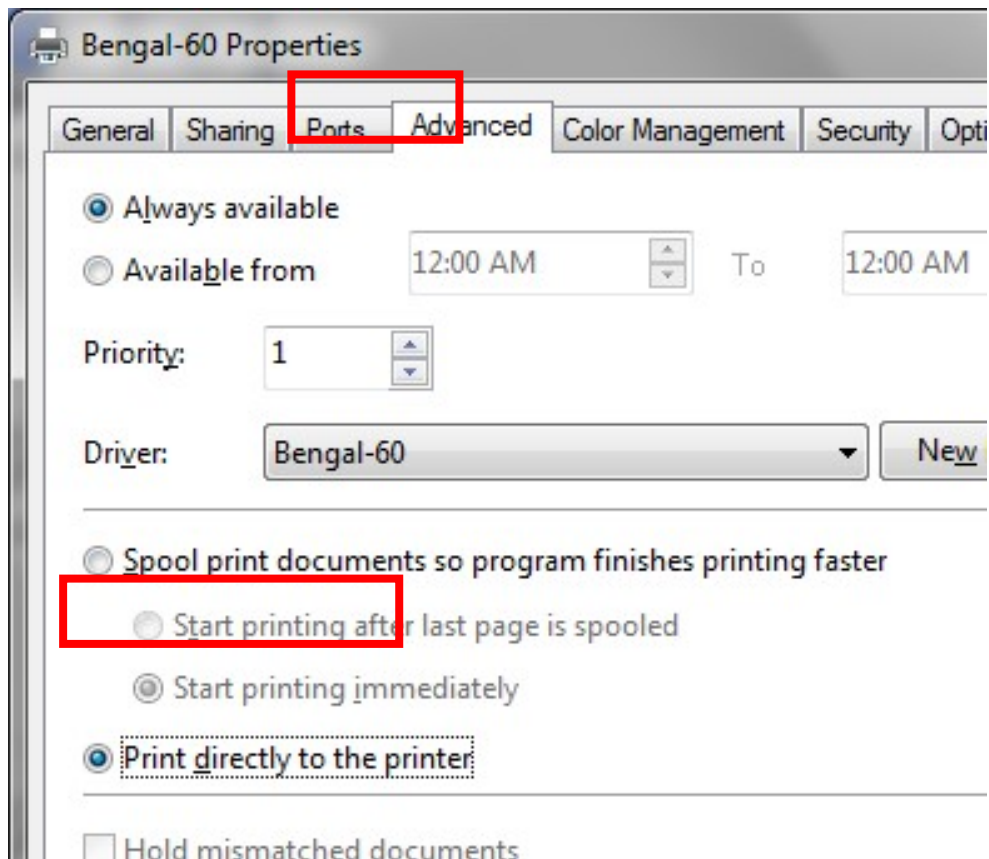 Bengal-60 Properties
General Sharing Ports Advanced Color Management Security Opti
Always available
Available from 12:00 AM To 12:00 AM
Priority: 1
Driver: Bengal-60 New
Spool print documents so program finishes printing faster
Start printing after last page is spooled
Start printing immediately
Print directly to the printer
Hold mismatched documents